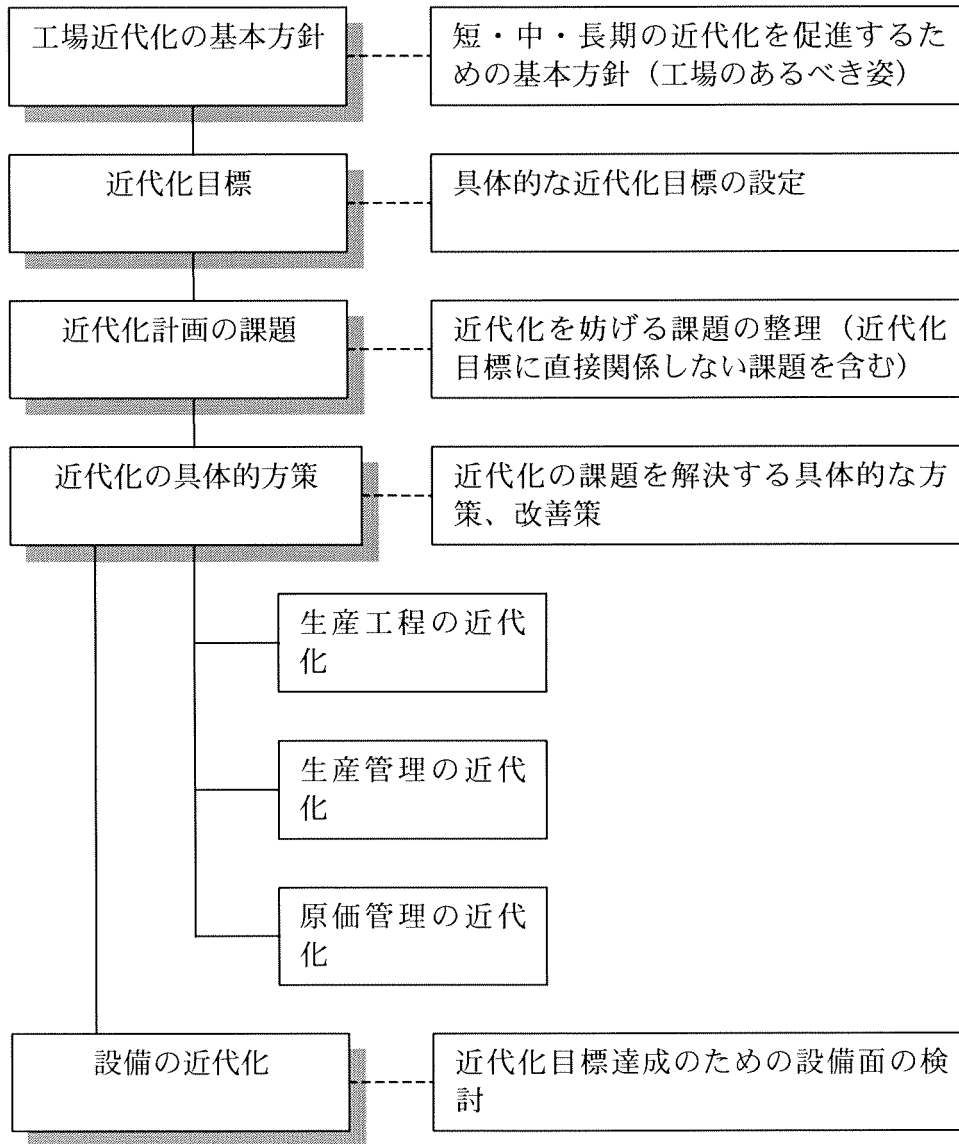 工場近代化の基本方針
短・中・長期の近代化を促進するた
めの基本方針（工場のあるべき姿）
近代化目標
具体的な近代化目標の設定
近代化計画の課題
近代化を妨げる課題の整理（近代化
目標に直接関係しない課題を含む）
近代化の具体的方策
近代化の課題を解決する具体的な方
策、改善策
生産工程の近代
化
生産管理の近代
化
原価管理の近代
化
設備の近代化
近代化目標達成のための設備面の検
討